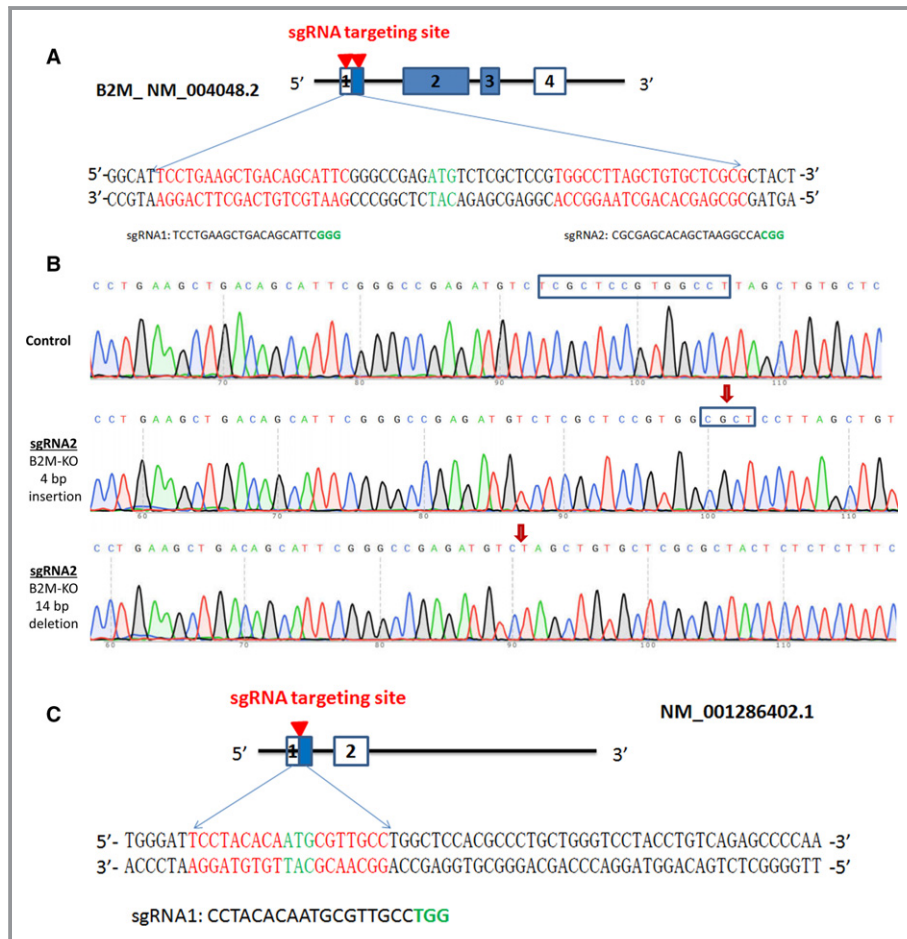 A
sgRNA targeting site
B2M_ NM_004048.2
5’ 1 2 3 4 3’
5’-GGCATTCCTGAAGCTGACAGCATTCGGGCCGAGATGTCTCGCTCCGTGGCCTTAGCTGTGCTCGCGCTACT -3’
3’-CCGTAAGGACTTCGACTGTCGTAAGCCCGGCTCTACAGAGCGAGGCACCGGAATCGACACGAGCGCGATGA -5’
sgRNA1: TCCTGAAGCTGACAGCATTCGGG
sgRNA2: CGCGAGCACAGCTAAGGCCACGG
B
C C T G A A G C T G A C A G C A T T C G G G C C G A G A T G T C T C G C T C C G T G G C C T T A G C T G T G C T C
Control
70 80 90 100 110
C C T G A A G C T G A C A G C A T T C G G G C C G A G A T G T C T C G C T C C G T G G C G C T C C T T A G C T G T
sgRNA2
B2M-KO
4 bp
insertion
60 70 80 90 100 110
C C T G A A G C T G A C A G C A T T C G G G C C G A G A T G T C T A G C T G T G C T C G C G C T A C T C T C T C T T T C
sgRNA2
B2M-KO
14 bp
deletion
60 70 80 90 100 110
C
sgRNA targeting site
NM_001286402.1
5’ 1 2 3’
5’- TGGGATTCCTACACAATGCGTTGCCTGGCTCCACGCCCTGCTGGGTCCTACCTGTCAGAGCCCCAA -3’
3’- ACCCTAAGGATGTGTTACGCAACGGACCGAGGTGCGGGACGACCCAGGATGGACAGTCTCGGGGTT -5’
sgRNA1: CCTACACAATGCGTTGCCTGG